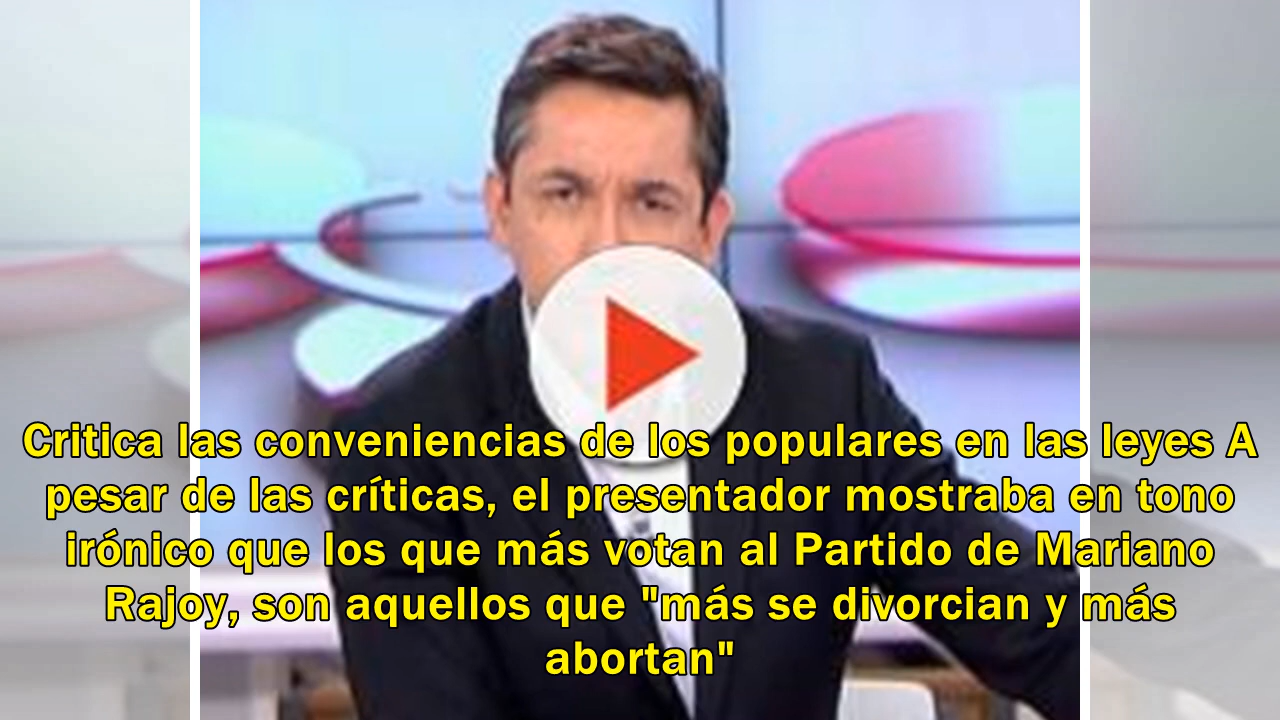 Critica las conveniencias de los populares en las leyes A
pesar de las críticas, el presentador mostraba en tono
irónico que los que más votan al Partido de Mariano
Rajoy, son aquellos que "más se divorcian y más
abortan"